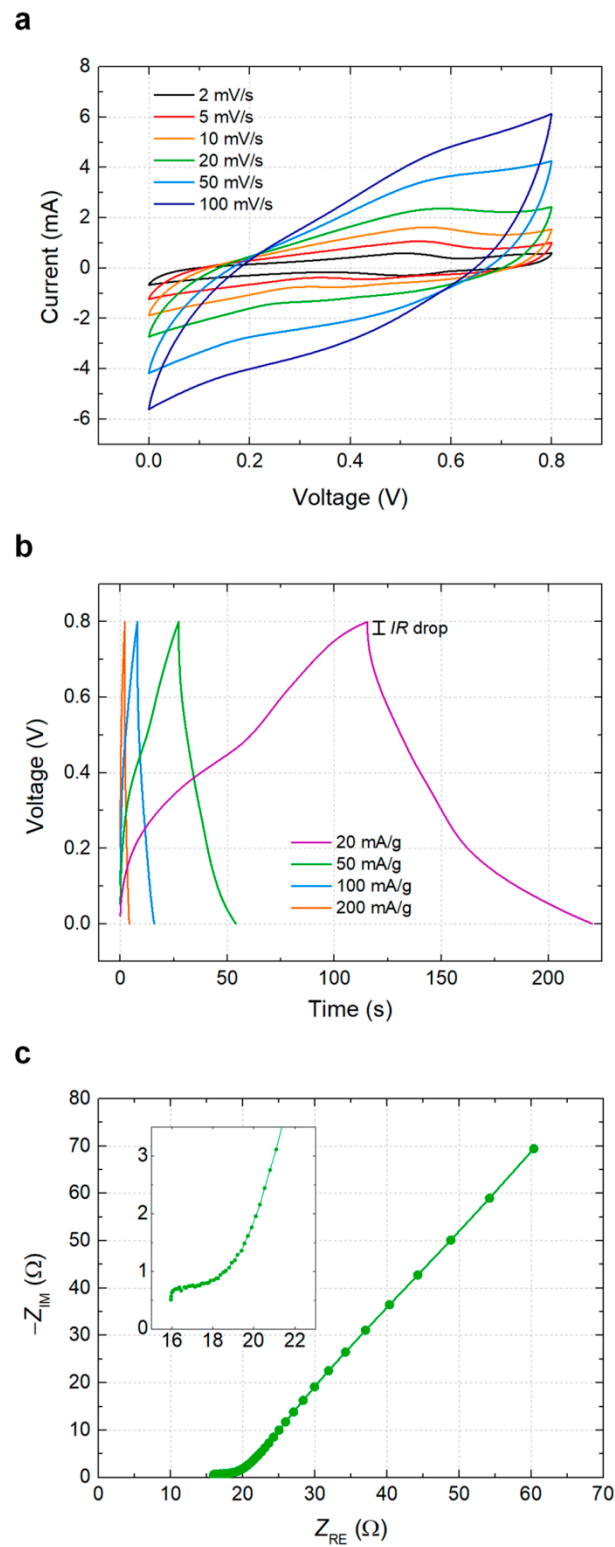 a
8
6
4
2
0
-2
-4
-6
2 mV/s
5 mV/s
10 mV/s
20 mV/s
50 mV/s
100 mV/s
Current (mA)
0.0 0.2 0.4 0.6 0.8
Voltage (V)
b
0.8
0.6
0.4
0.2
0.0
IR drop
Voltage (V)
20 mA/g
50 mA/g
100 mA/g
200 mA/g
0 50 100 150 200
Time (s)
c
80
70
60
50
40
30
20
10
0
3
2
1
0
16 18 20 22
−Z_IM (Ω)
0 10 20 30 40 50 60 70
Z_RE (Ω)